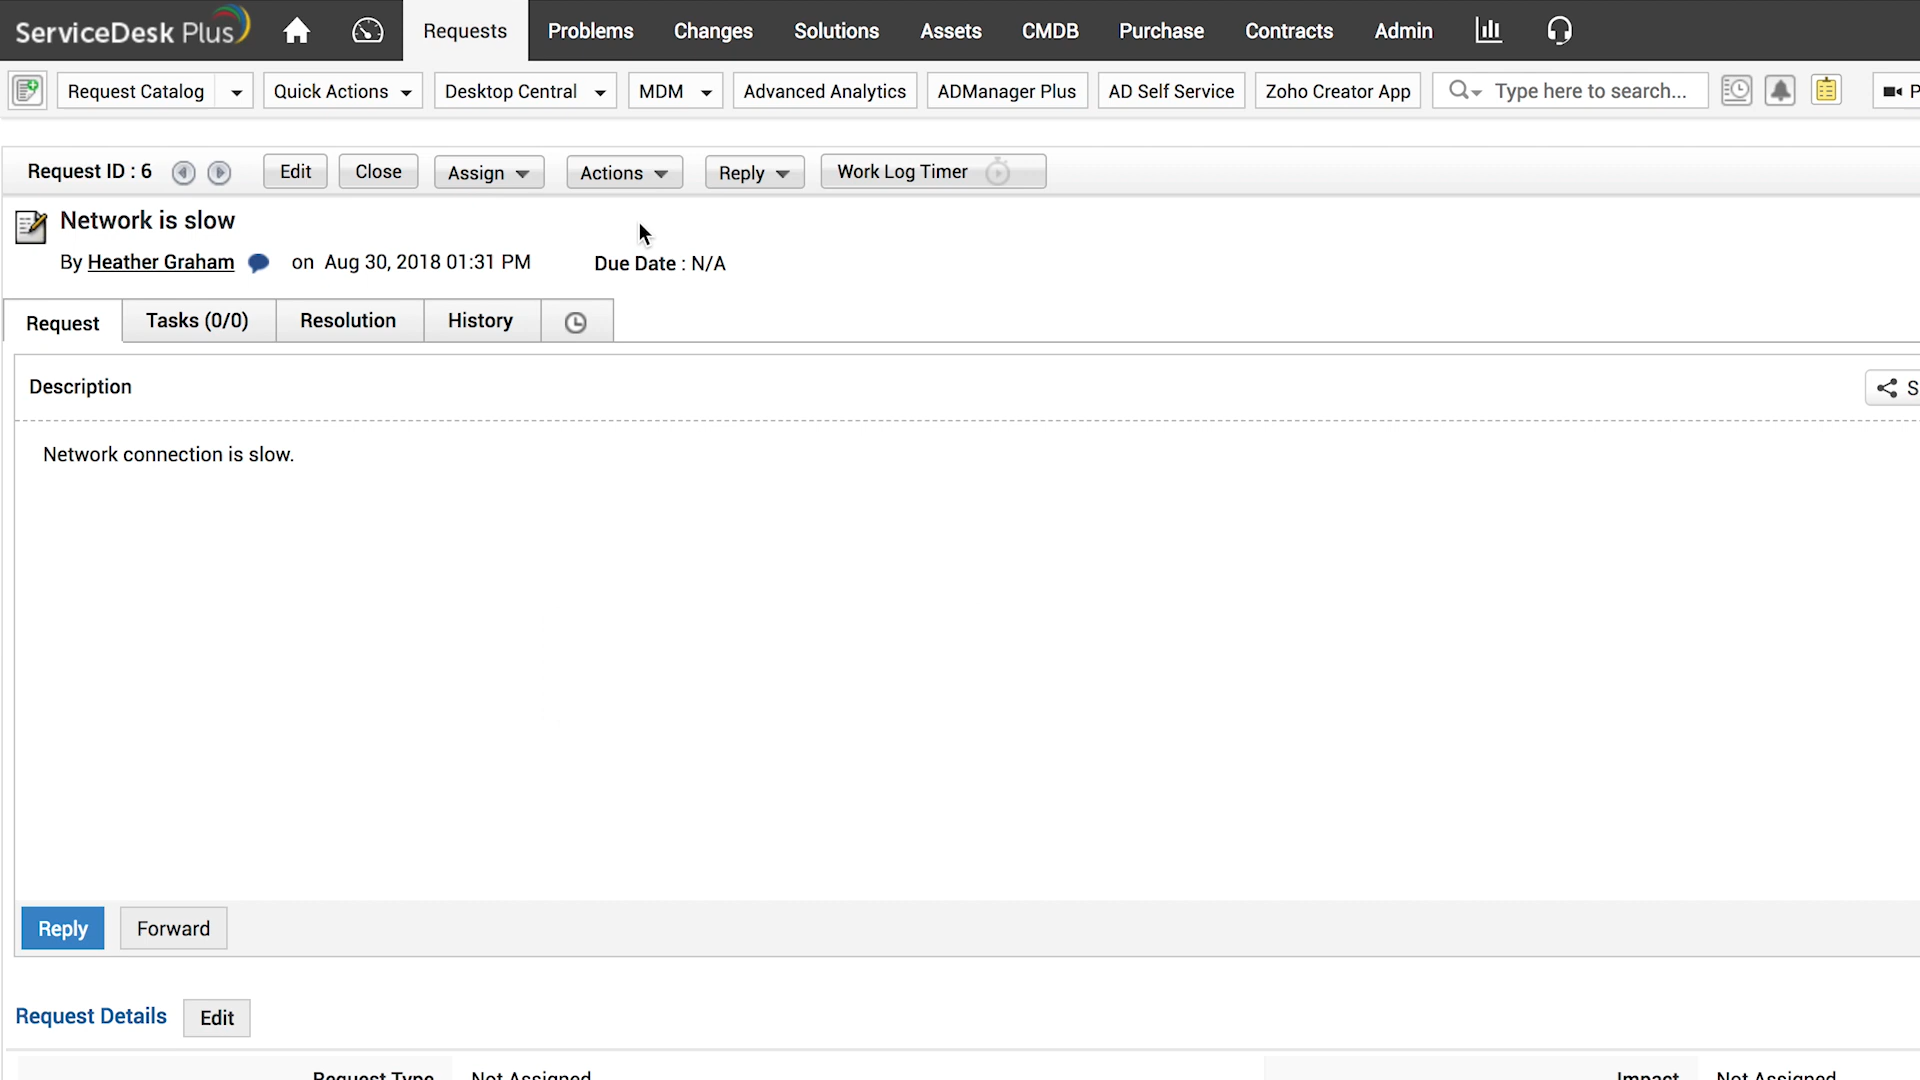 ServiceDesk Plus Requests Problems Changes Solutions Assets CMDB Purchase Contracts Admin
Request Catalog Quick Actions Desktop Central MDM Advanced Analytics ADManager Plus AD Self Service Zoho Creator App Type here to search... P
Request ID : 6 Edit Close Assign Actions Reply Work Log Timer
Network is slow
By Heather Graham on Aug 30, 2018 01:31 PM Due Date : N/A
Request Tasks (0/0) Resolution History
Description S
Network connection is slow.
Reply Forward
Request Details Edit
Request Type Not Assigned Impact Not Assigned